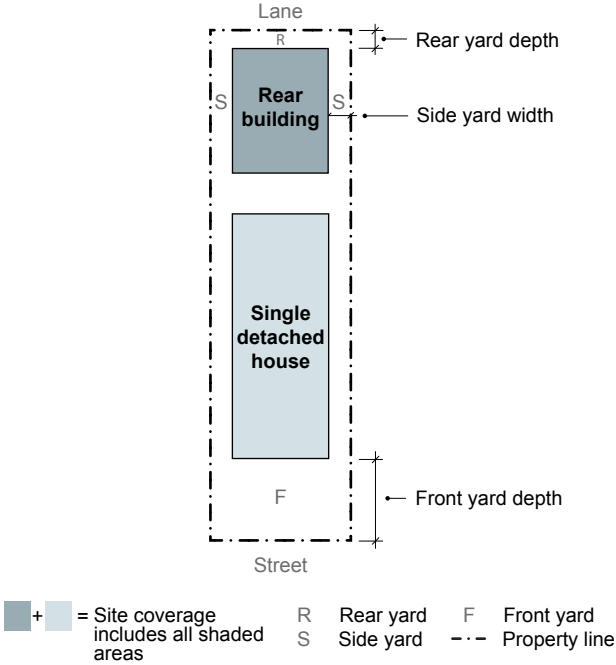 Lane
R
Rear yard depth
S
Rear
building
S
Side yard width
Single
detached
house
F
Front yard depth
Street
+ = Site coverage
includes all shaded
areas
R Rear yard
S Side yard
F Front yard
Property line